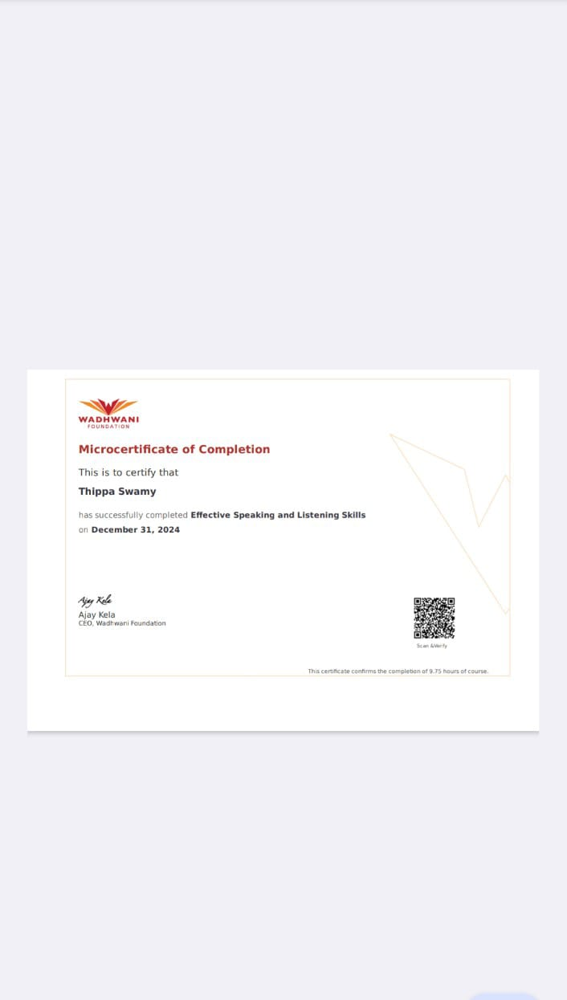 WADHWANI
FOUNDATION
Microcertificate of Completion
This is to certify that
Thippa Swamy
has successfully completed Effective Speaking and Listening Skills
on December 31, 2024
Ajay Kela
Ajay Kela
CEO, Wadhwani Foundation
Scan &Verify
This certificate confirms the completion of 9.75 hours of course.